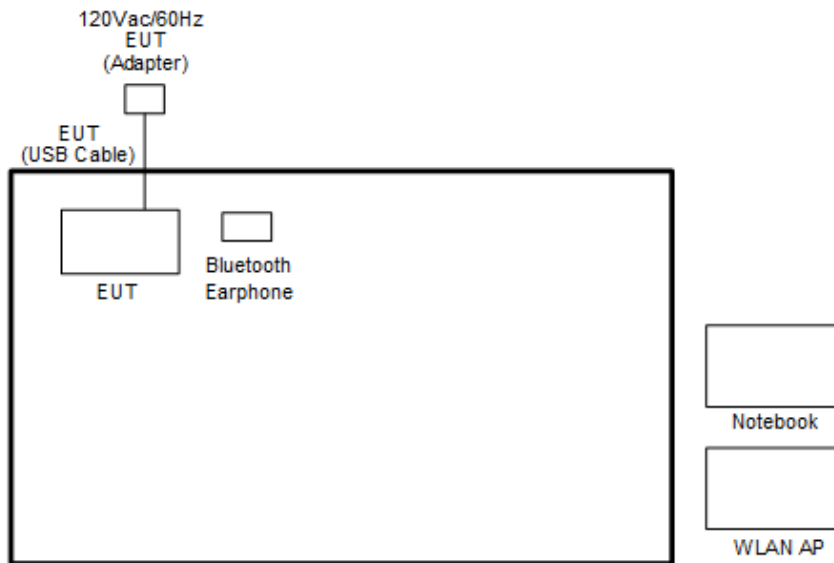 120Vac/60Hz
EUT
(Adapter)
EUT
(USB Cable)
EUT
Bluetooth
Earphone
Notebook
WLAN AP